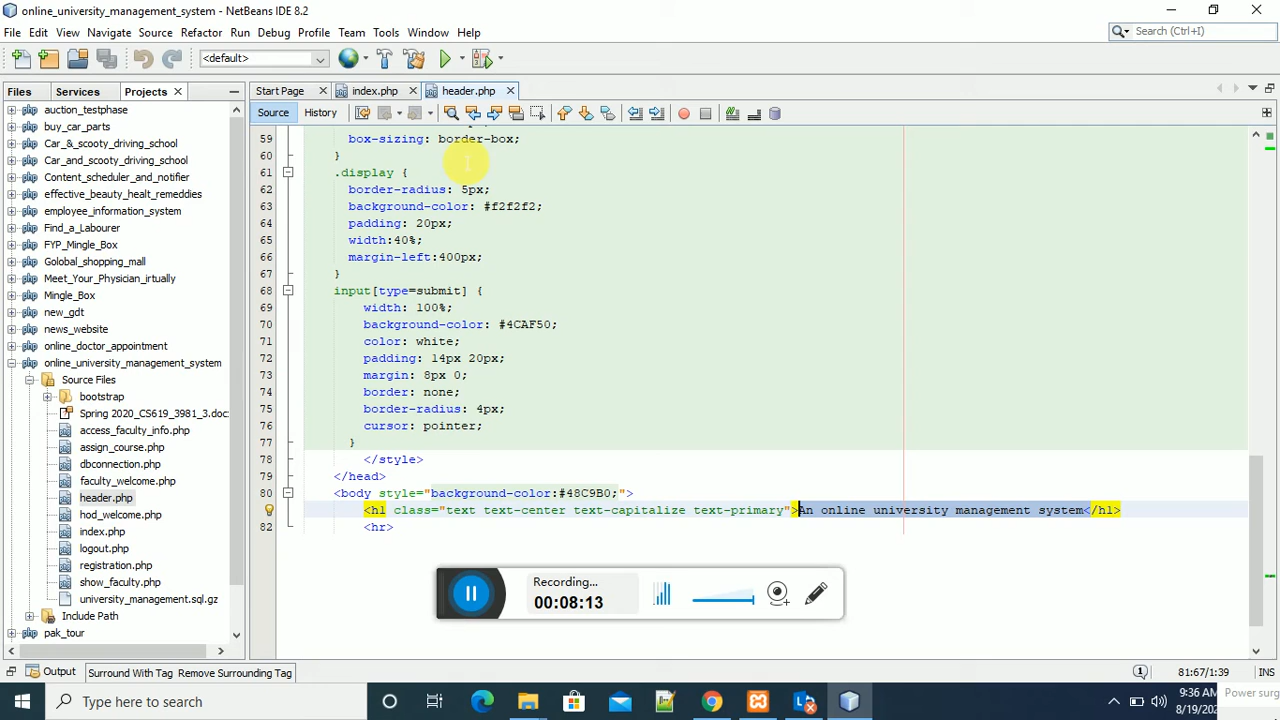 online_university_management_system - NetBeans IDE 8.2
File Edit View Navigate Source Refactor Run Debug Profile Team Tools Window Help
Search (Ctrl+I)
<default>
Files Services Projects
Start Page index.php header.php
Source History
auction_testphase
buy_car_parts
Car_&_scooty_driving_school
Car_and_scooty_driving_school
Content_scheduler_and_notifier
effective_beauty_healt_remeddies
employee_information_system
Find_a_Labourer
FYP_Mingle_Box
Golobal_shopping_mall
Meet_Your_Physician_irtually
Mingle_Box
new_gdt
news_website
online_doctor_appointment
online_university_management_system
Source Files
bootstrap
Spring 2020_CS619_3981_3.doc
access_faculty_info.php
assign_course.php
dbconnection.php
faculty_welcome.php
header.php
hod_welcome.php
index.php
logout.php
registration.php
show_faculty.php
university_management.sql.gz
Include Path
pak_tour
59 box-sizing: border-box;
60 }
61 .display {
62 border-radius: 5px;
63 background-color: #f2f2f2;
64 padding: 20px;
65 width:40%;
66 margin-left:400px;
67 }
68 input[type=submit] {
69 width: 100%;
70 background-color: #4CAF50;
71 color: white;
72 padding: 14px 20px;
73 margin: 8px 0;
74 border: none;
75 border-radius: 4px;
76 cursor: pointer;
77 }
78 </style>
79 </head>
80 <body style="background-color:#48C9B0;">
<h1 class="text text-center text-capitalize text-primary">An online university management system</h1>
82 <hr>
Recording...
00:08:13
Output Surround With Tag Remove Surrounding Tag
1 81:67/1:39 INS
Type here to search
9:36 AM
8/19/20
Power surg